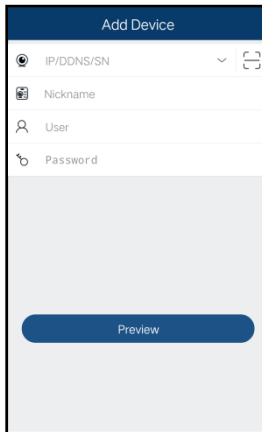 Add Device
IP/DDNS/SN
Nickname
User
Password
Preview